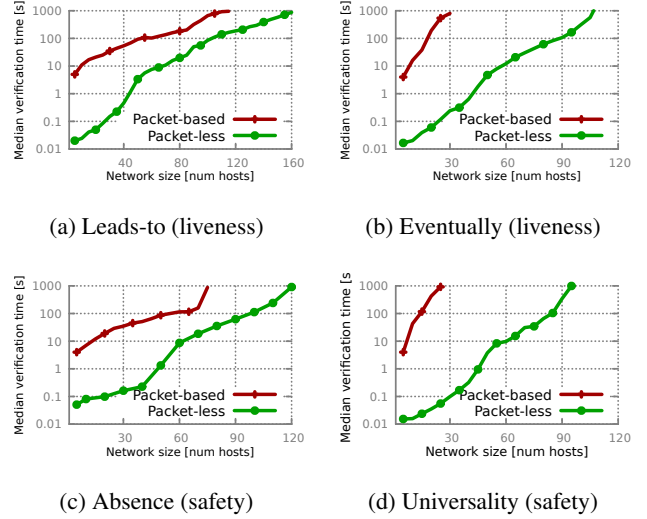 Median verification time [s]
1000
100
10
1
0.1
0.01
Packet-based
Packet-less
40 80 120 160
Network size [num hosts]
(a) Leads-to (liveness)
Median verification time [s]
1000
100
10
1
0.1
0.01
Packet-based
Packet-less
30 60 90 120
Network size [num hosts]
(b) Eventually (liveness)
Median verification time [s]
1000
100
10
1
0.1
0.01
Packet-based
Packet-less
30 60 90 120
Network size [num hosts]
(c) Absence (safety)
Median verification time [s]
1000
100
10
1
0.1
0.01
Packet-based
Packet-less
30 60 90 120
Network size [num hosts]
(d) Universality (safety)